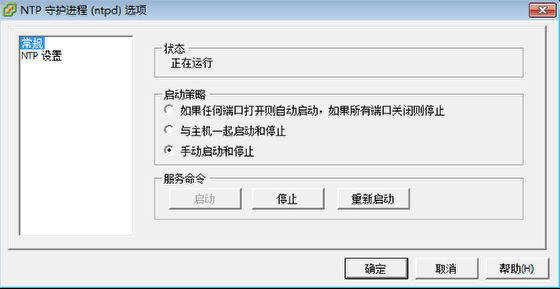 NTP 守护进程 (ntpd) 选项
常规
NTP 设置
状态
正在运行
启动策略
如果任何端口打开则自动启动，如果所有端口关闭则停止
与主机一起启动和停止
手动启动和停止
服务命令
启动
停止
重新启动
确定
取消
帮助(H)